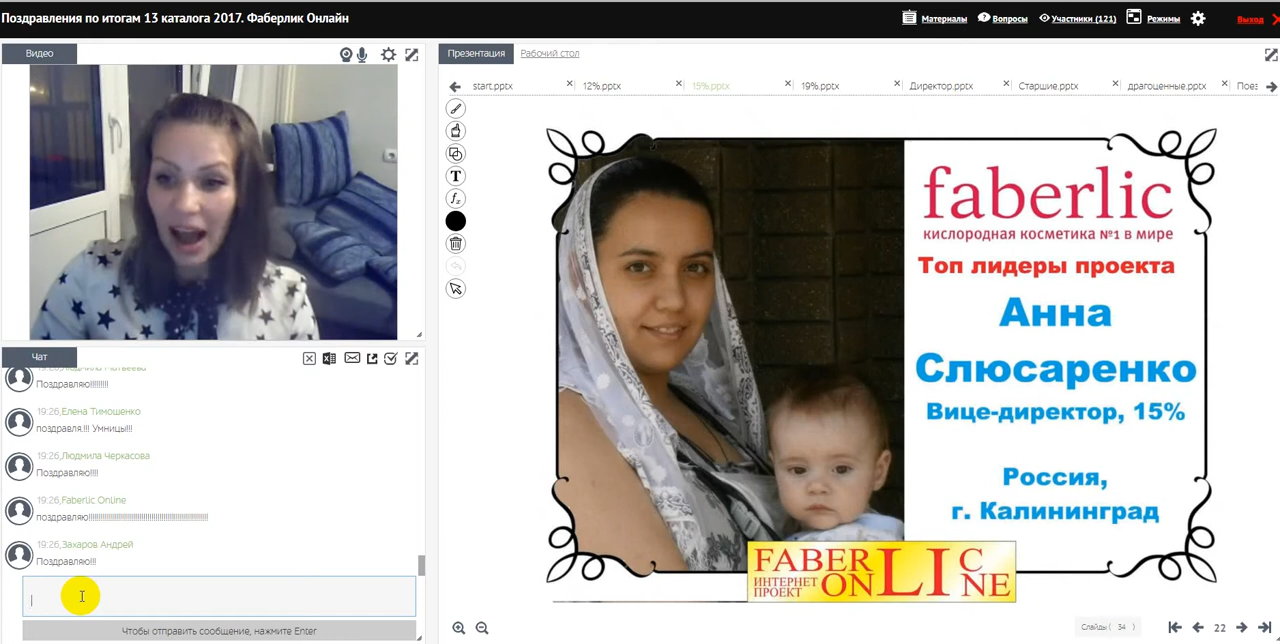 Поздравления по итогам 13 каталога 2017. Фаберлик Онлайн
Материалы
Вопросы
Участники (121)
Режимы
Выход
Видео
Презентация
Рабочий стол
start.pptx
12%.pptx
15%.pptx
19%.pptx
Директор.pptx
Старшие.pptx
драгоценные.pptx
Поез
T
fx
faberlic
кислородная косметика №1 в мире
Топ лидеры проекта
Анна
Слюсаренко
Вице-директор, 15%
Россия,
г. Калининград
FABERLIC
ИНТЕРНЕТ
ПРОЕКТ
ONLINE
Чат
Поздравляю!!!!!!!!!
19:26,Елена Тимошенко
поздравля.!!! Умницы!!!
19:26,Людмила Черкасова
Поздравляю!!!!
19:26,Faberlic Online
поздравляю!!!!!!!!!!!!!!!!!!!!!!!!!!!!!!!!!!!!!!!!!!!!!!!!!!!!
19:26,Захаров Андрей
Поздравляю!!!
Чтобы отправить сообщение, нажмите Enter
Слайды ( 34 )
22